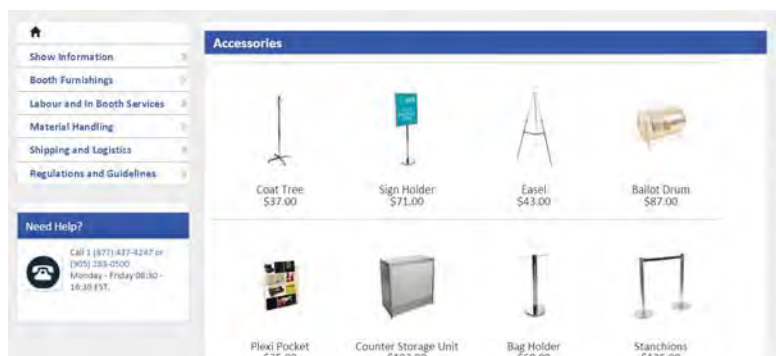 Show Information
Booth Furnishings
Labour and In Booth Services
Material Handling
Shipping and Logistics
Regulations and Guidelines
Need Help?
Call 1 (877) 437-4247 or
(905) 283-0500
Monday - Friday 08:30 -
16:30 EST.
Accessories
Coat Tree
$37.00
Sign Holder
$71.00
Easel
$43.00
Ballot Drum
$87.00
Plexi Pocket
Counter Storage Unit
Bag Holder
Stanchions